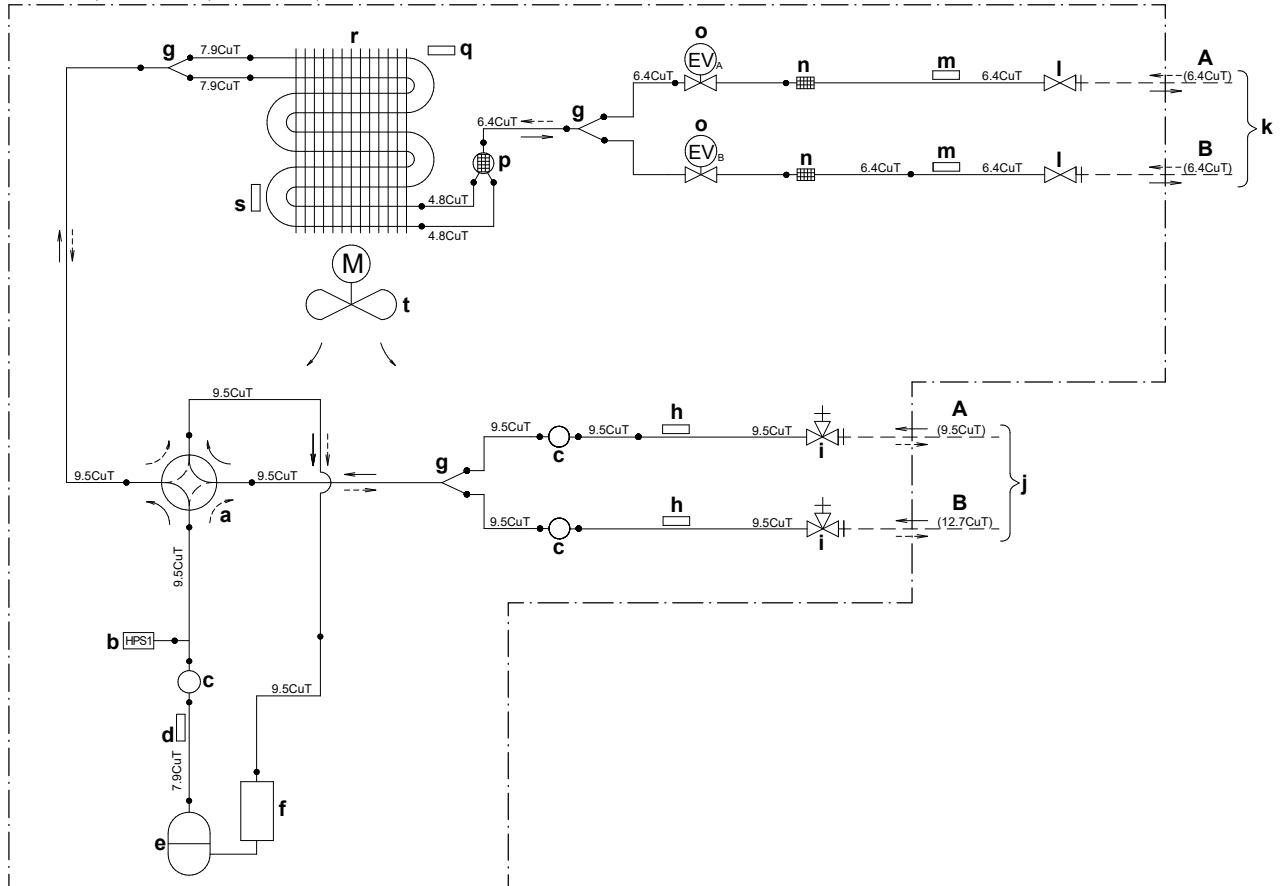 g 7.9CuT r q
7.9CuT
o
EV A
6.4CuT n m 6.4CuT l A
(6.4CuT)
g 6.4CuT
k
o
EV B
p n 6.4CuT m 6.4CuT l B
(6.4CuT)
s 4.8CuT
4.8CuT
M
t
9.5CuT
h A
9.5CuT 9.5CuT 9.5CuT (9.5CuT)
c i
9.5CuT 9.5CuT g j
a
h B
9.5CuT 9.5CuT (12.7CuT)
c i
9.5CuT
b HPS1
c
9.5CuT
d
7.9CuT
f
e